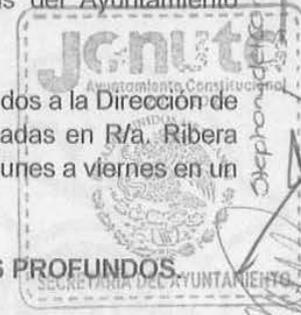 del Ayuntamiento
jonuta
Ayuntamiento Constitucional
dos a la Dirección de
adas en R/a. Ribera
unes a viernes en un
PROFUNDOS.
SECRETARÍA DEL AYUNTAMIENTO